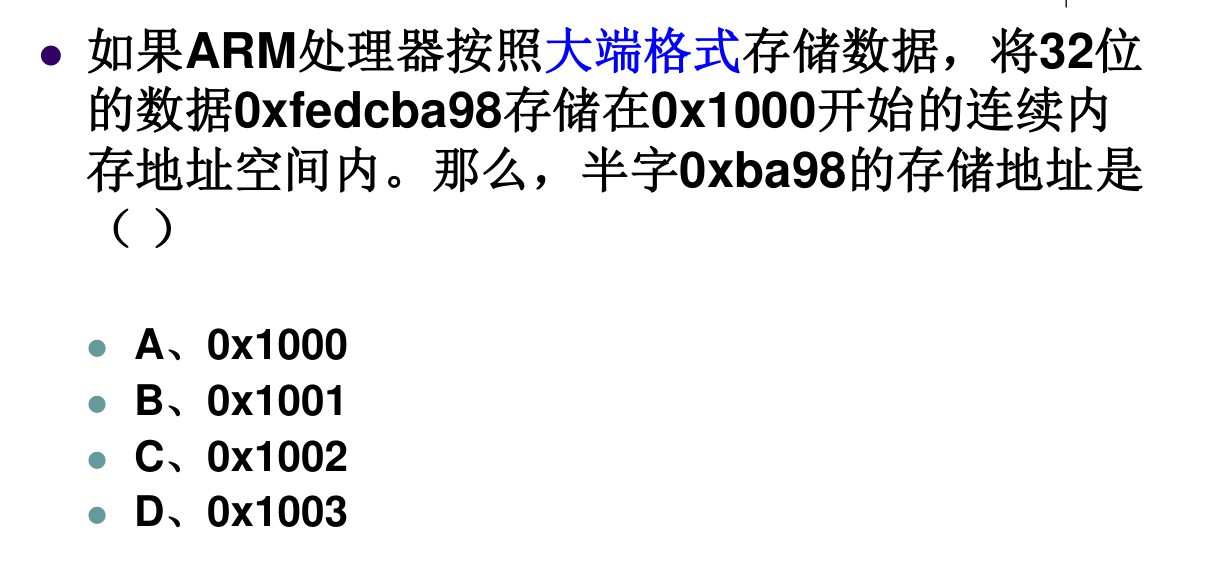 ● 如果ARM处理器按照大端格式存储数据，将32位
的数据0xfedcba98存储在0x1000开始的连续内
存地址空间内。那么，半字0xba98的存储地址是
（ ）
● A、0x1000
● B、0x1001
● C、0x1002
● D、0x1003